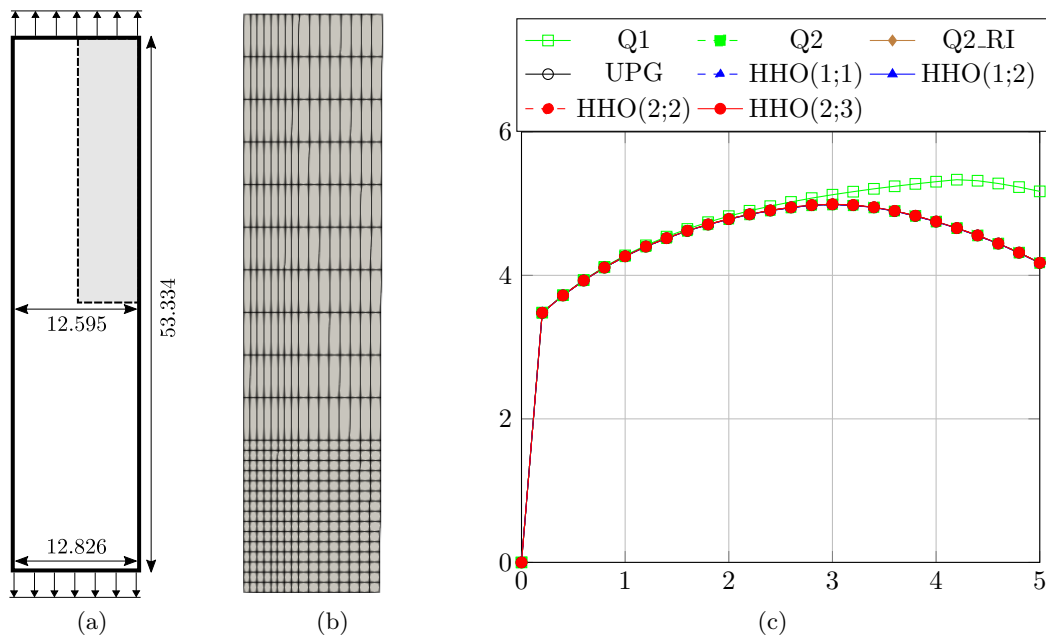 12.595
53.334
12.826
(a)
(b)
Q1 Q2 Q2_RI
UPG HHO(1;1) HHO(1;2)
HHO(2;2) HHO(2;3)
6
4
2
0
0 1 2 3 4 5
(c)